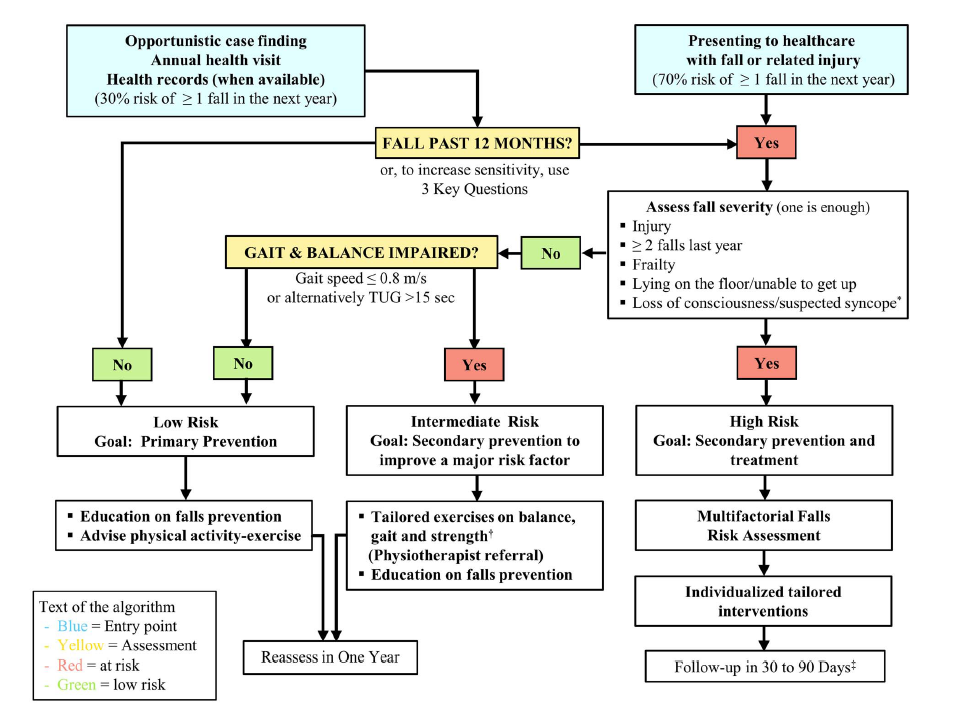 Opportunistic case finding
Annual health visit
Health records (when available)
(30% risk of ≥ 1 fall in the next year)
Presenting to healthcare
with fall or related injury
(70% risk of ≥ 1 fall in the next year)
FALL PAST 12 MONTHS?
or, to increase sensitivity, use
3 Key Questions
Yes
Assess fall severity (one is enough)
▪ Injury
▪ ≥ 2 falls last year
▪ Frailty
▪ Lying on the floor/unable to get up
▪ Loss of consciousness/suspected syncope*
No
GAIT & BALANCE IMPAIRED?
Gait speed ≤ 0.8 m/s
or alternatively TUG >15 sec
No
No
Yes
Yes
Low Risk
Goal: Primary Prevention
Intermediate Risk
Goal: Secondary prevention to
improve a major risk factor
High Risk
Goal: Secondary prevention and
treatment
▪ Education on falls prevention
▪ Advise physical activity-exercise
▪ Tailored exercises on balance,
gait and strength†
(Physiotherapist referral)
▪ Education on falls prevention
Multifactorial Falls
Risk Assessment
Individualized tailored
interventions
Text of the algorithm
- Blue = Entry point
- Yellow = Assessment
- Red = at risk
- Green = low risk
Reassess in One Year
Follow-up in 30 to 90 Days‡